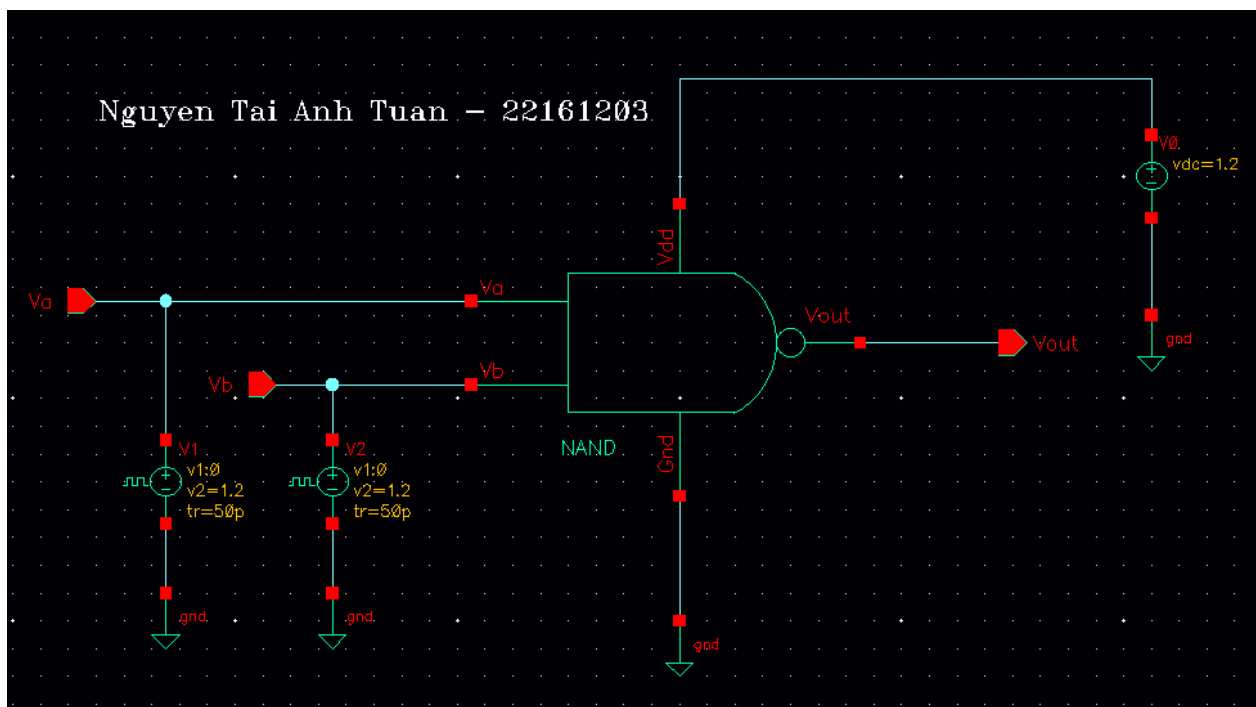 Nguyen Tai Anh Tuan - 22161203
V0
vdc=1.2
Vdd
Va
Va
Vout
Vout
gnd
Vb
Vb
NAND
Gnd
V1
v1:0
v2=1.2
tr=50p
V2
v1:0
v2=1.2
tr=50p
gnd
gnd
gnd